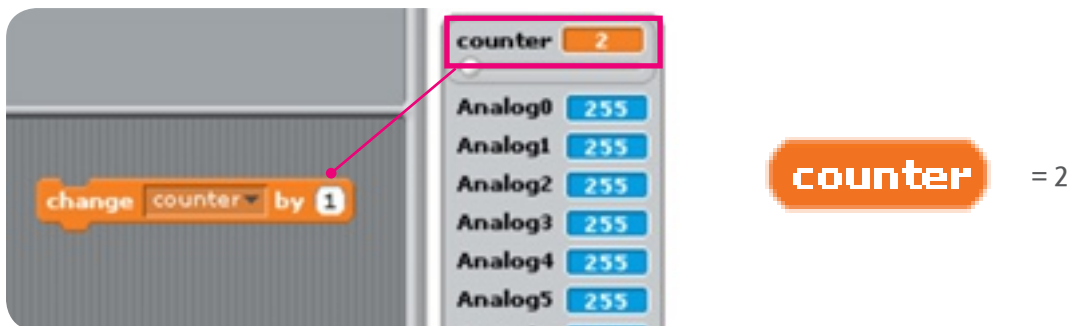 counter 2
Analog0 255
Analog1 255
Analog2 255
Analog3 255
Analog4 255
Analog5 255
change counter by 1
counter = 2